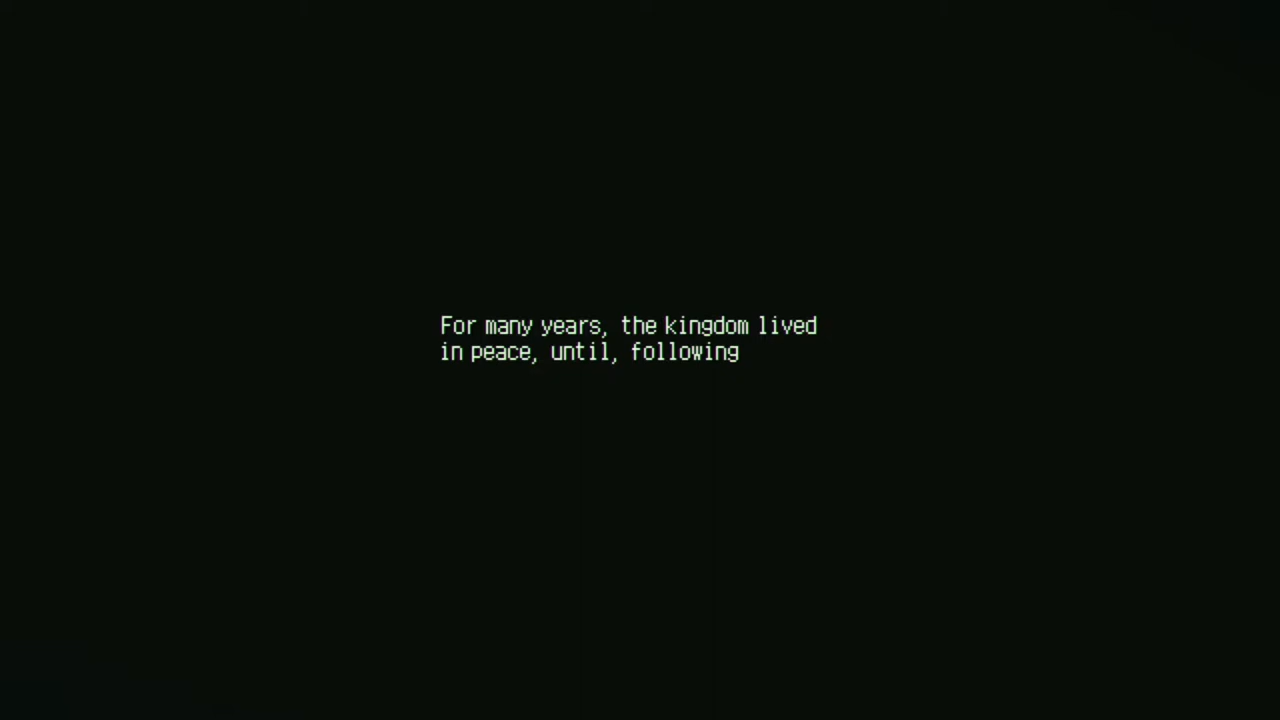 For many years, the kingdom lived
in peace, until, following